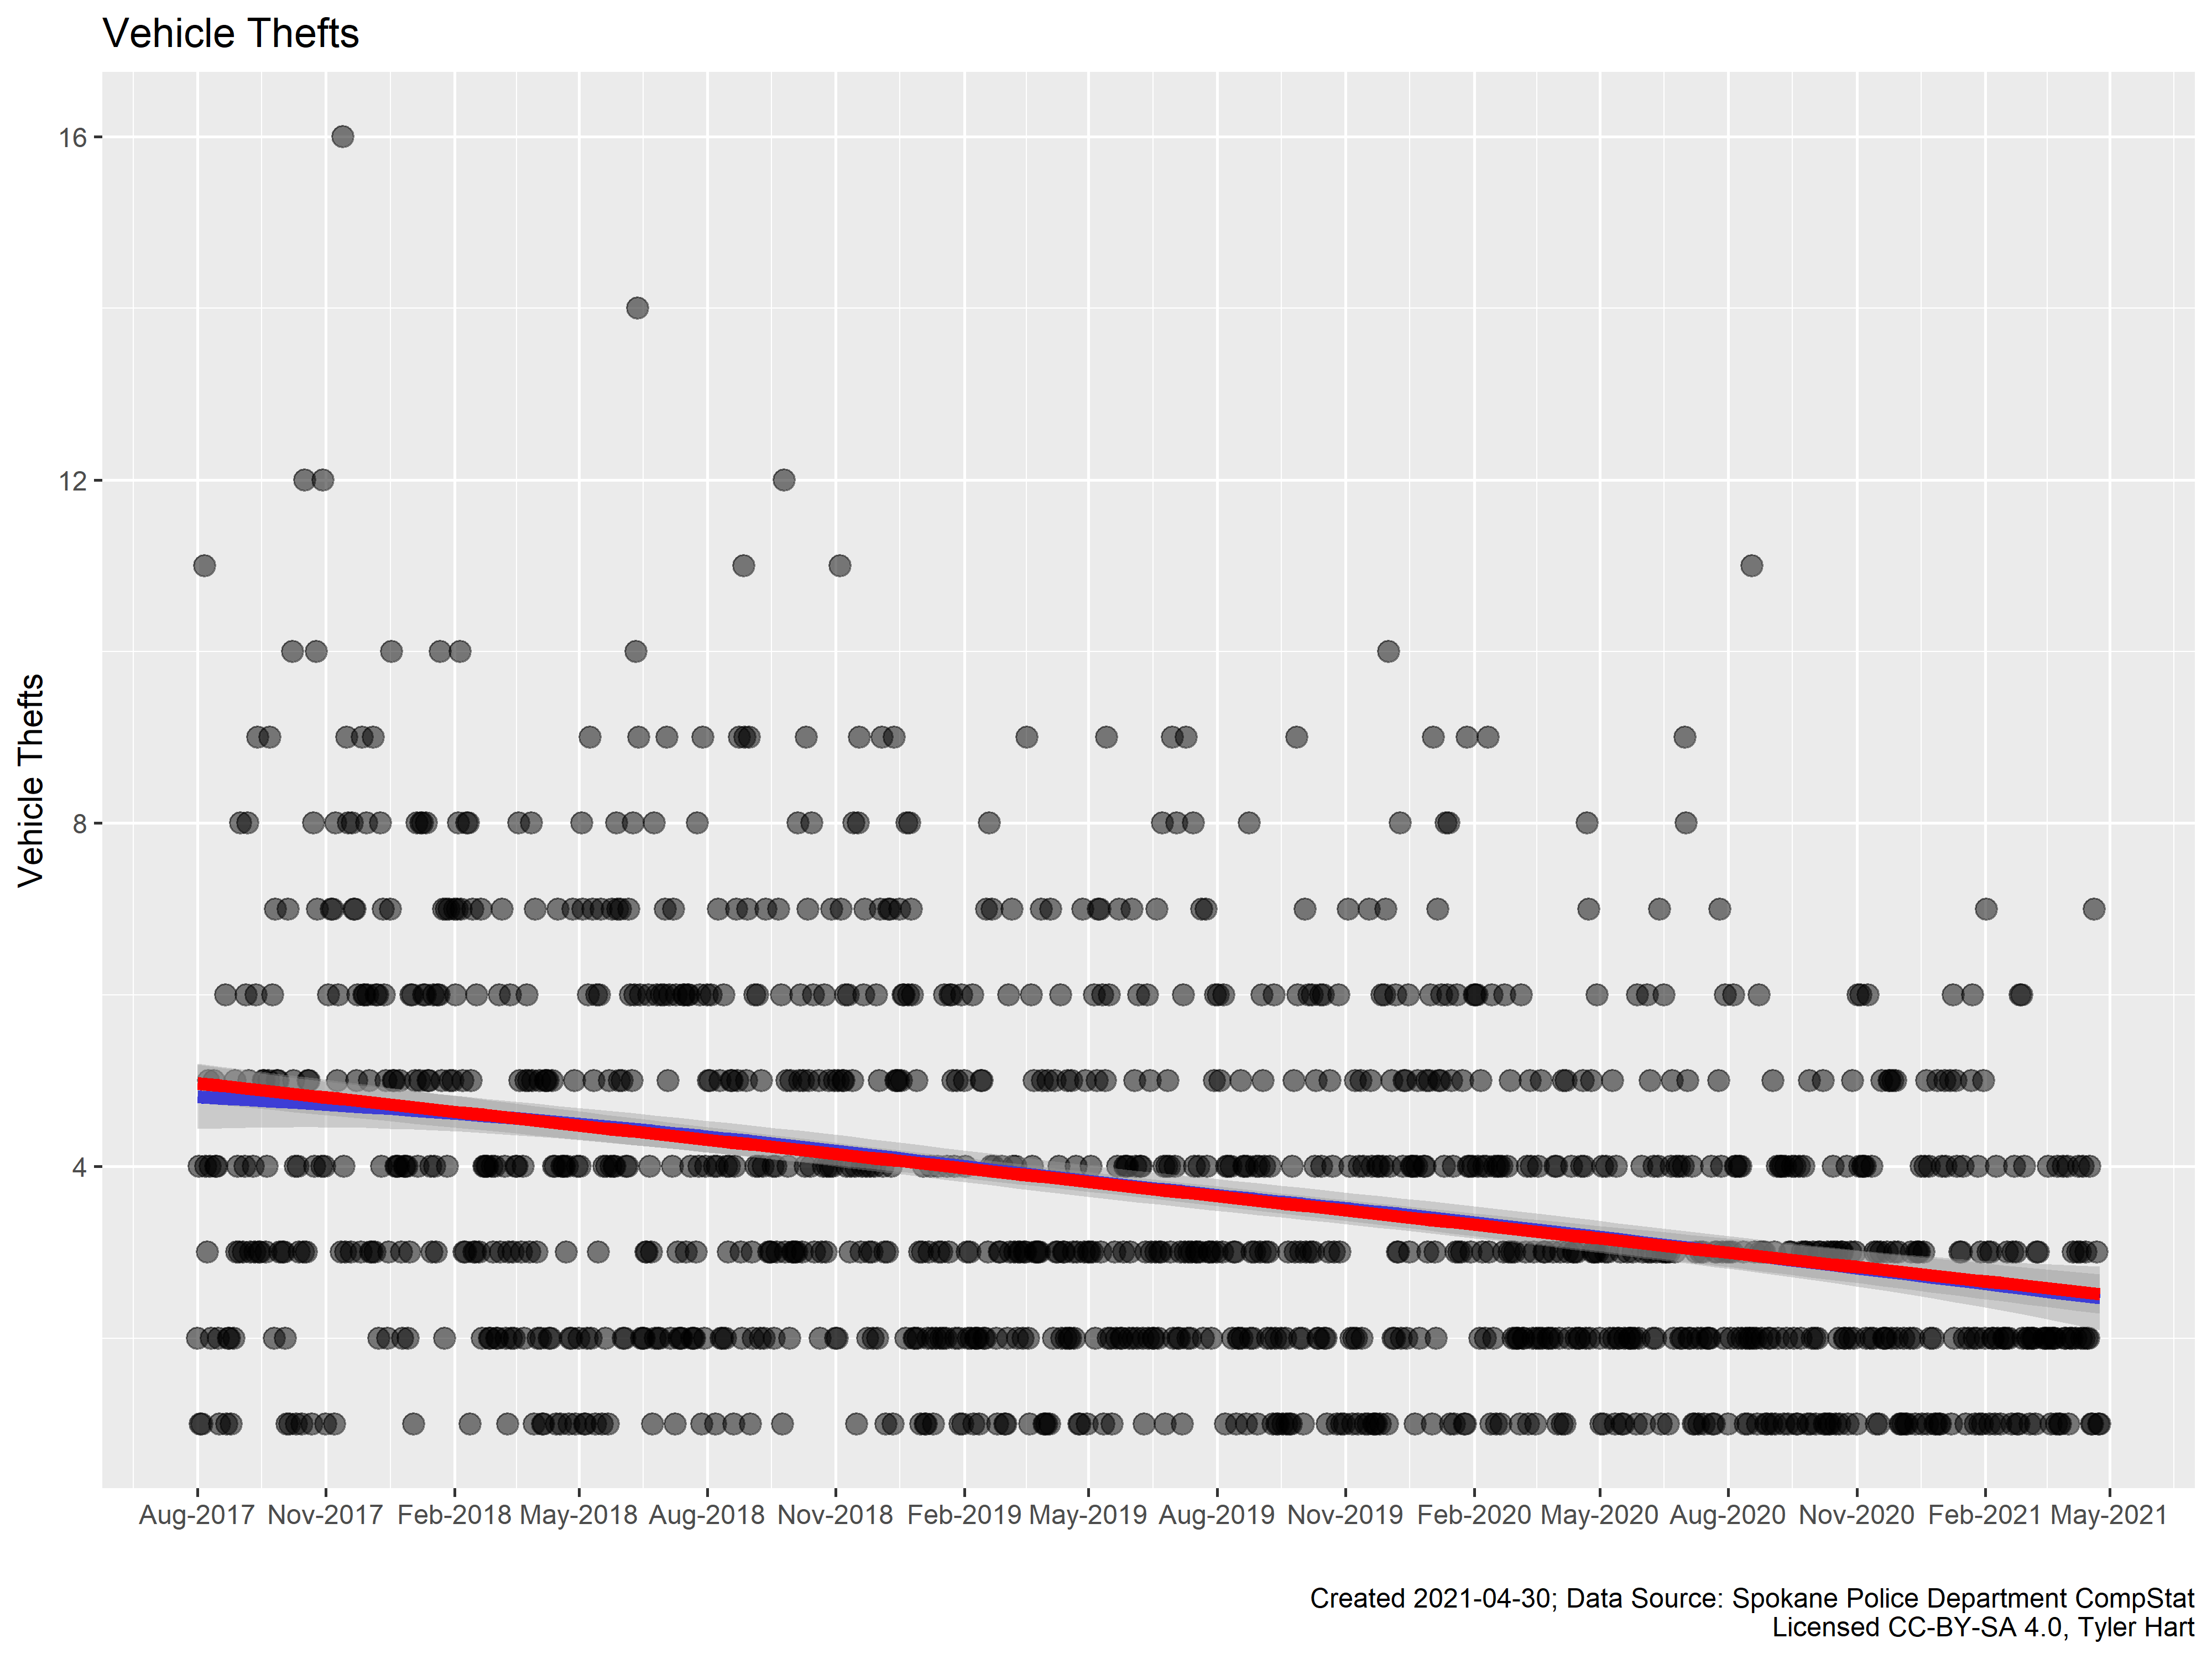 Vehicle Thefts
Vehicle Thefts
16
12
8
4
Aug-2017 Nov-2017 Feb-2018 May-2018 Aug-2018 Nov-2018 Feb-2019 May-2019 Aug-2019 Nov-2019 Feb-2020 May-2020 Aug-2020 Nov-2020 Feb-2021 May-2021
Created 2021-04-30; Data Source: Spokane Police Department CompStat
Licensed CC-BY-SA 4.0, Tyler Hart